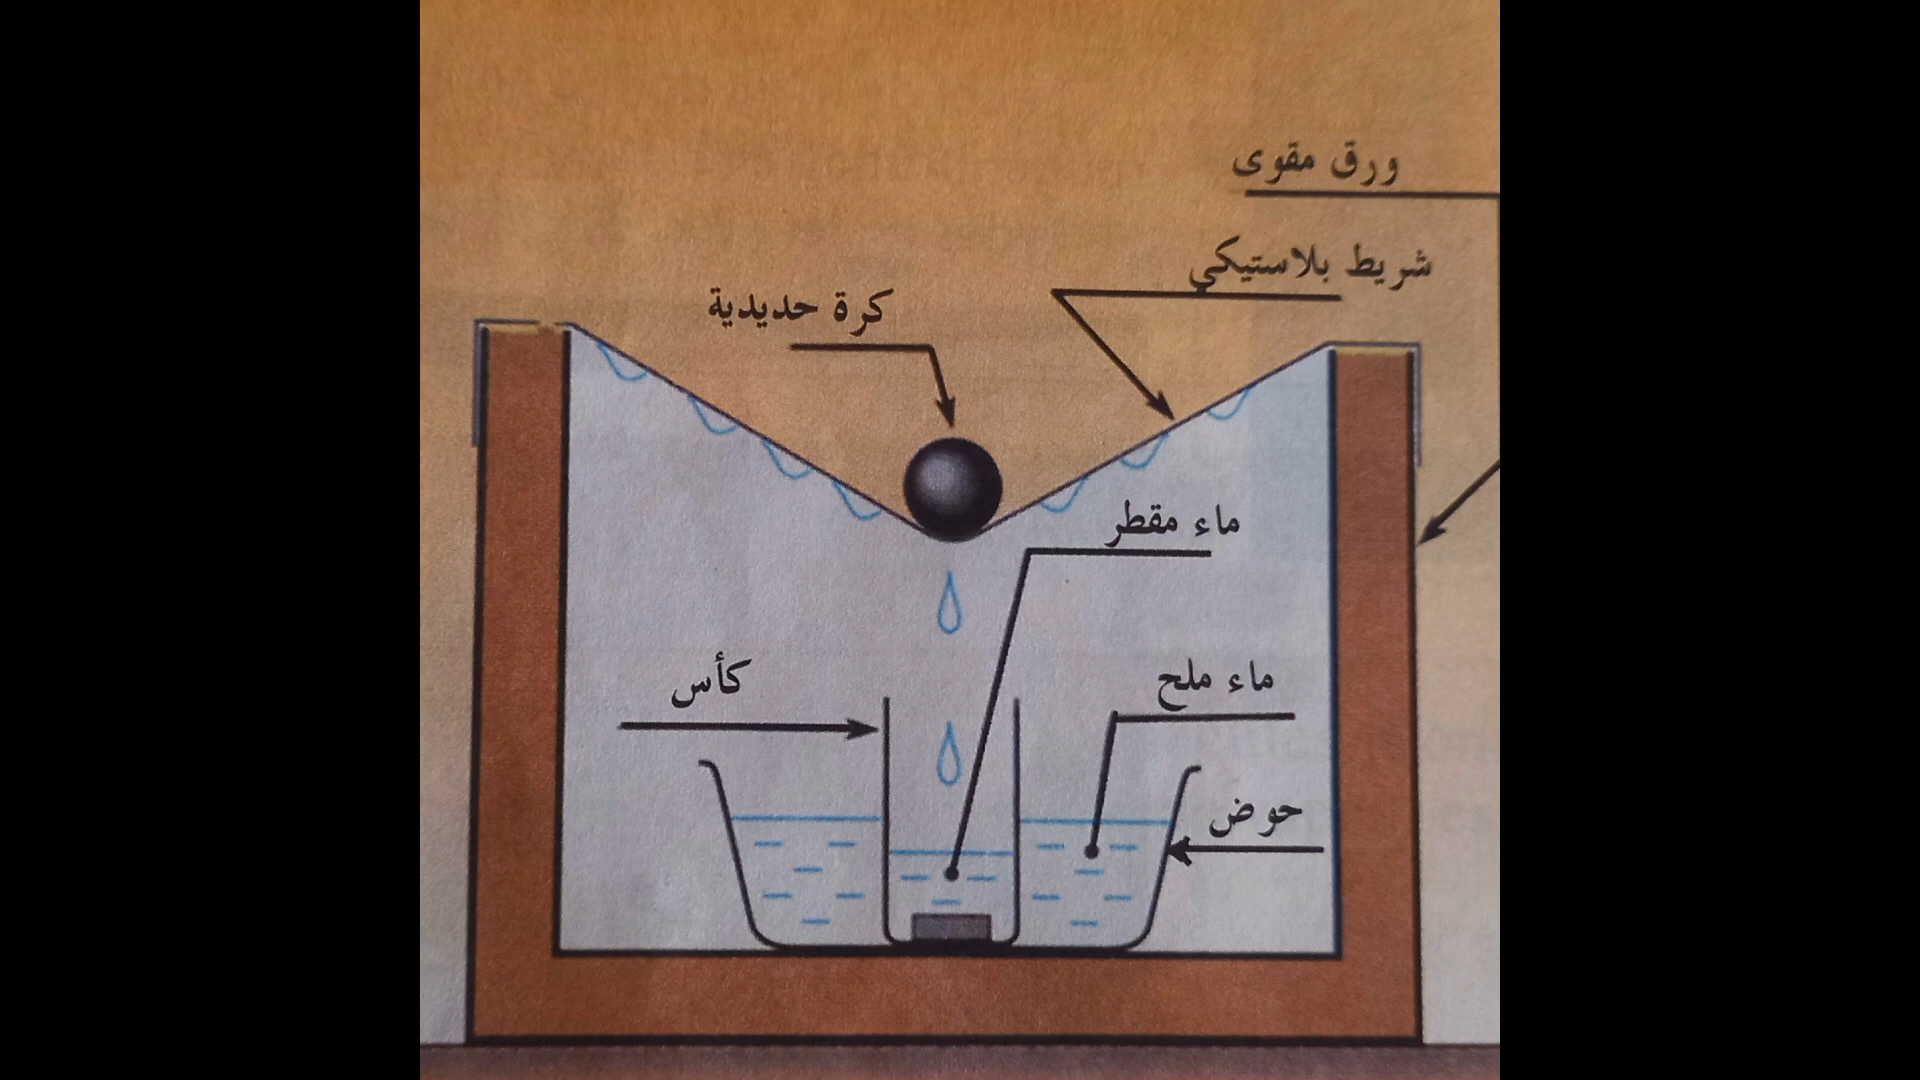 ورق مقوى
شريط بلاستيكي
كرة حديدية
ماء مقطر
كأس
ماء ملح
حوض